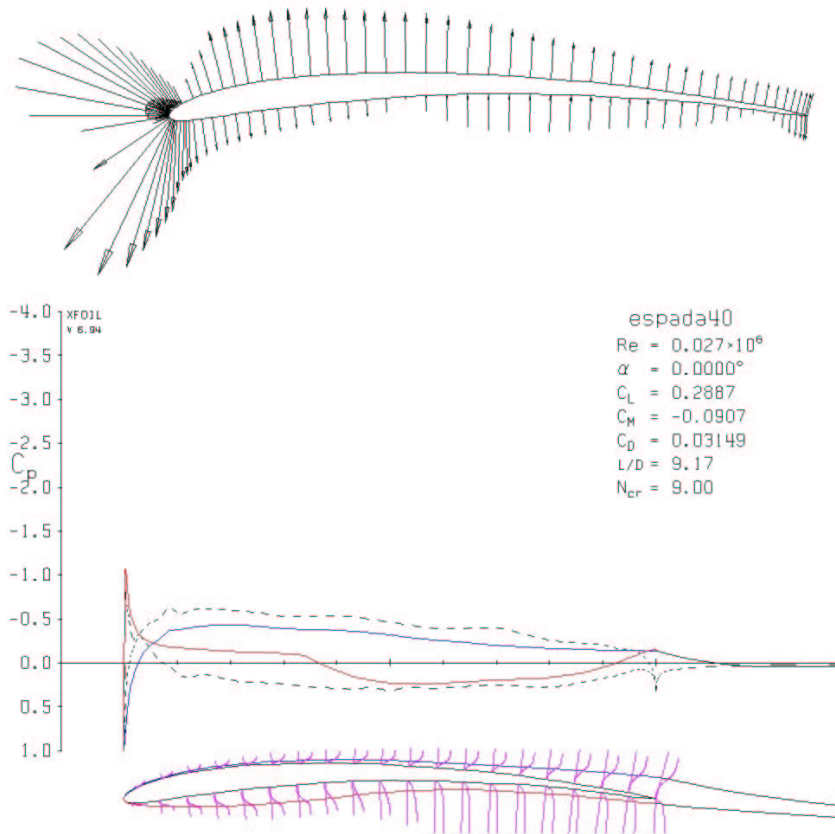 -4.0
XFOIL
V 6.94
-3.5
-3.0
-2.5
Cp
-2.0
-1.5
-1.0
-0.5
0.0
0.5
1.0
espada40
Re = 0.027×10⁶
α = 0.0000°
CL = 0.2887
CM = -0.0907
CD = 0.03149
L/D = 9.17
Ncr = 9.00